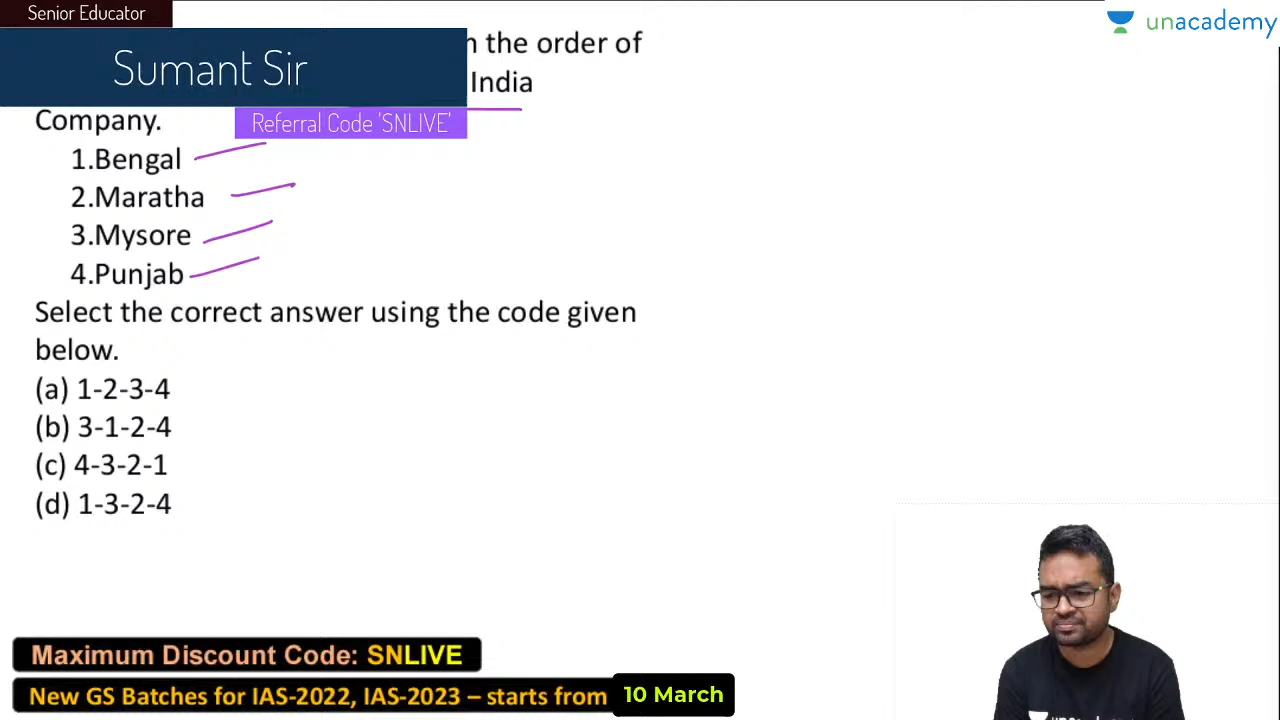 Senior Educator
unacademy
Sumant Sir
the order of
India
Company.
Referral Code 'SNLIVE'
1.Bengal
2.Maratha
3.Mysore
4.Punjab
Select the correct answer using the code given
below.
(a) 1-2-3-4
(b) 3-1-2-4
(c) 4-3-2-1
(d) 1-3-2-4
Maximum Discount Code: SNLIVE
New GS Batches for IAS-2022, IAS-2023 – starts from 10 March